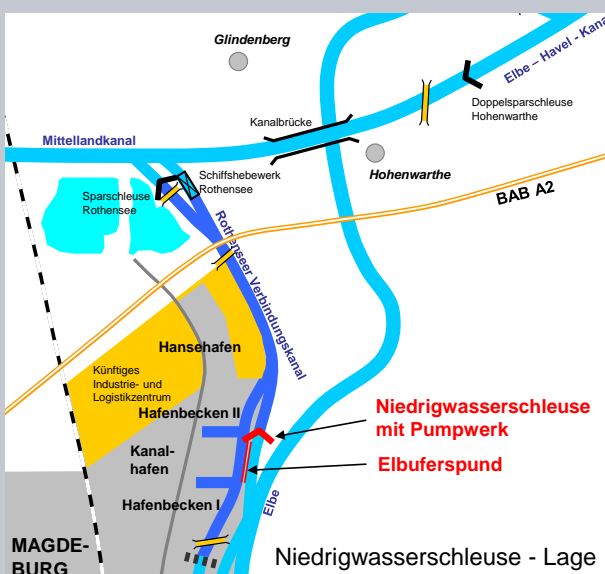 Glindenberg
Elbe – Havel - Kana
Doppelsparschleuse
Hohenwarthe
Kanalbrücke
Mittellandkanal
Hohenwarthe
Schiffshebewerk
Rothensee
Sparschleuse
Rothensee
BAB A2
Rothenseer Verbindungskanal
Hansehafen
Künftiges
Industrie- und
Logistikzentrum
Hafenbecken II
Niedrigwasserschleuse
mit Pumpwerk
Kanal-
hafen
Elbuferspund
Hafenbecken I
Elbe
MAGDE-
BURG
Niedrigwasserschleuse - Lage